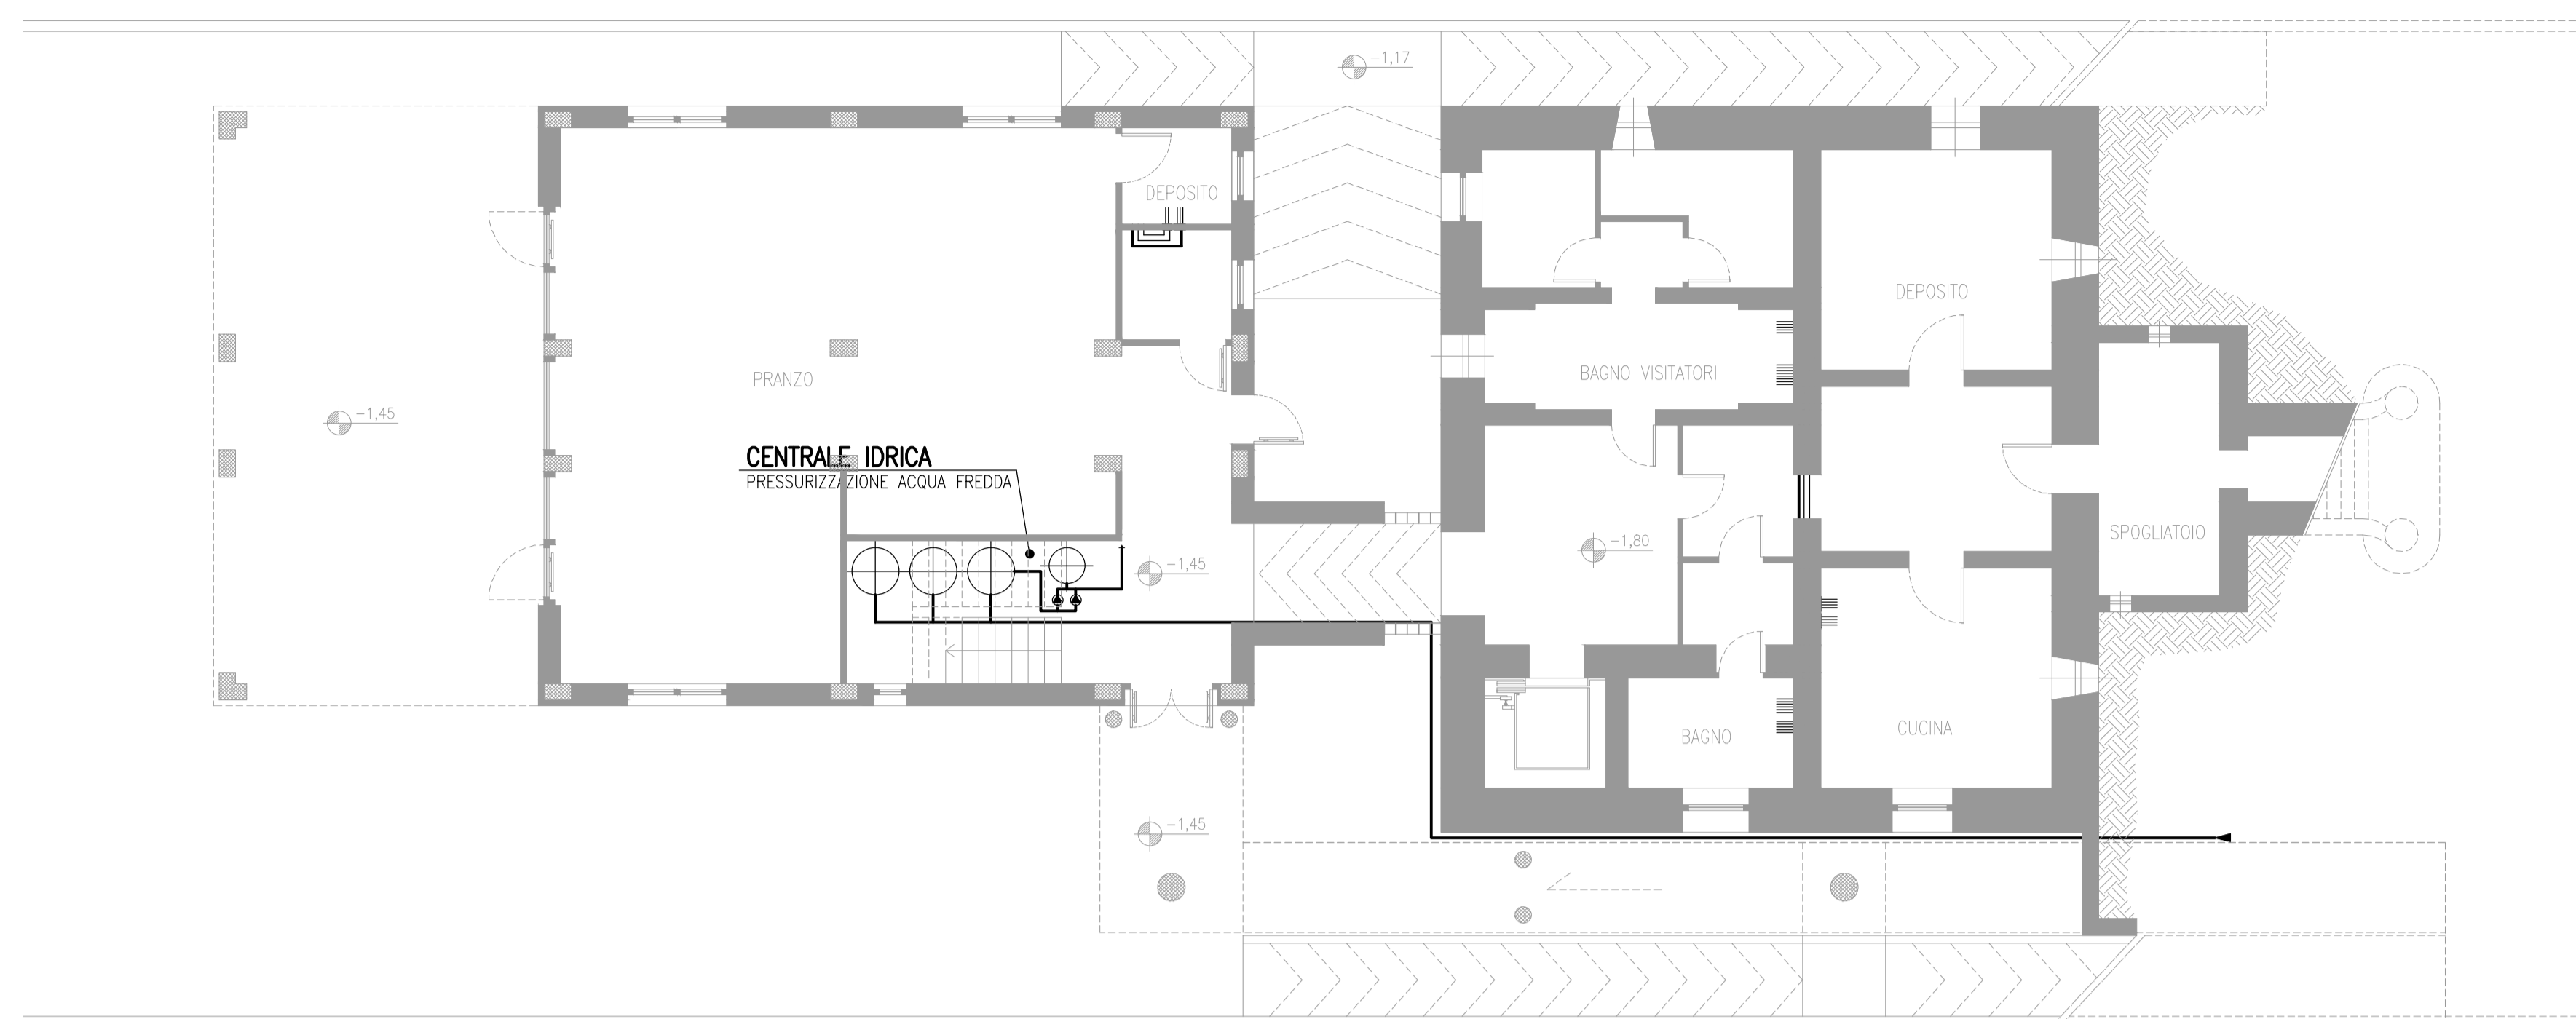 -1,17
DEPOSITO
DEPOSITO
PRANZO
BAGNO VISITATORI
-1,45
CENTRALE IDRICA
PRESSURIZZAZIONE ACQUA FREDDA
SPOGLIATOIO
-1,80
-1,45
CUCINA
BAGNO
-1,45